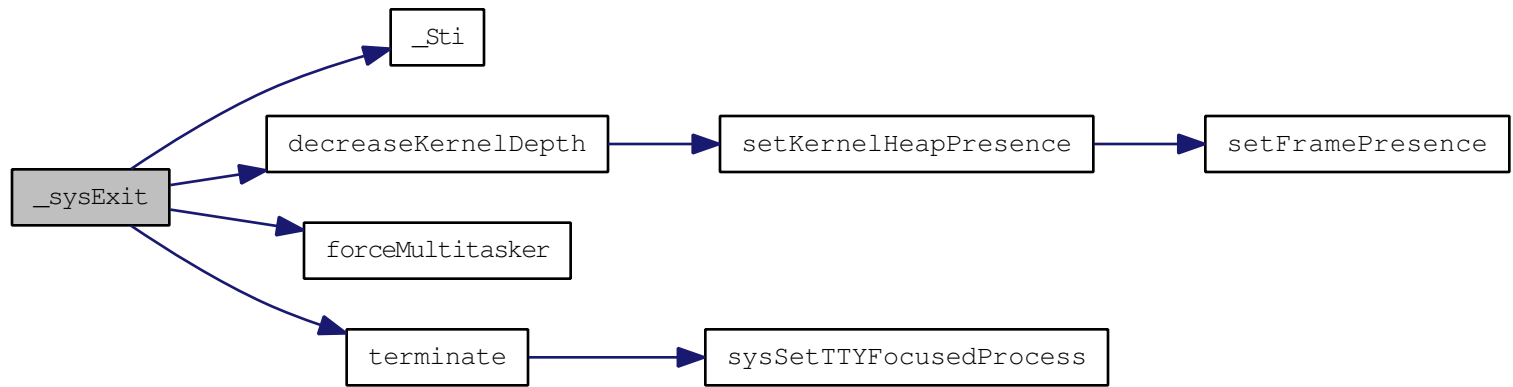 _Sti
decreaseKernelDepth
setKernelHeapPresence
setFramePresence
_sysExit
forceMultitasker
terminate
sysSetTTYFocusedProcess